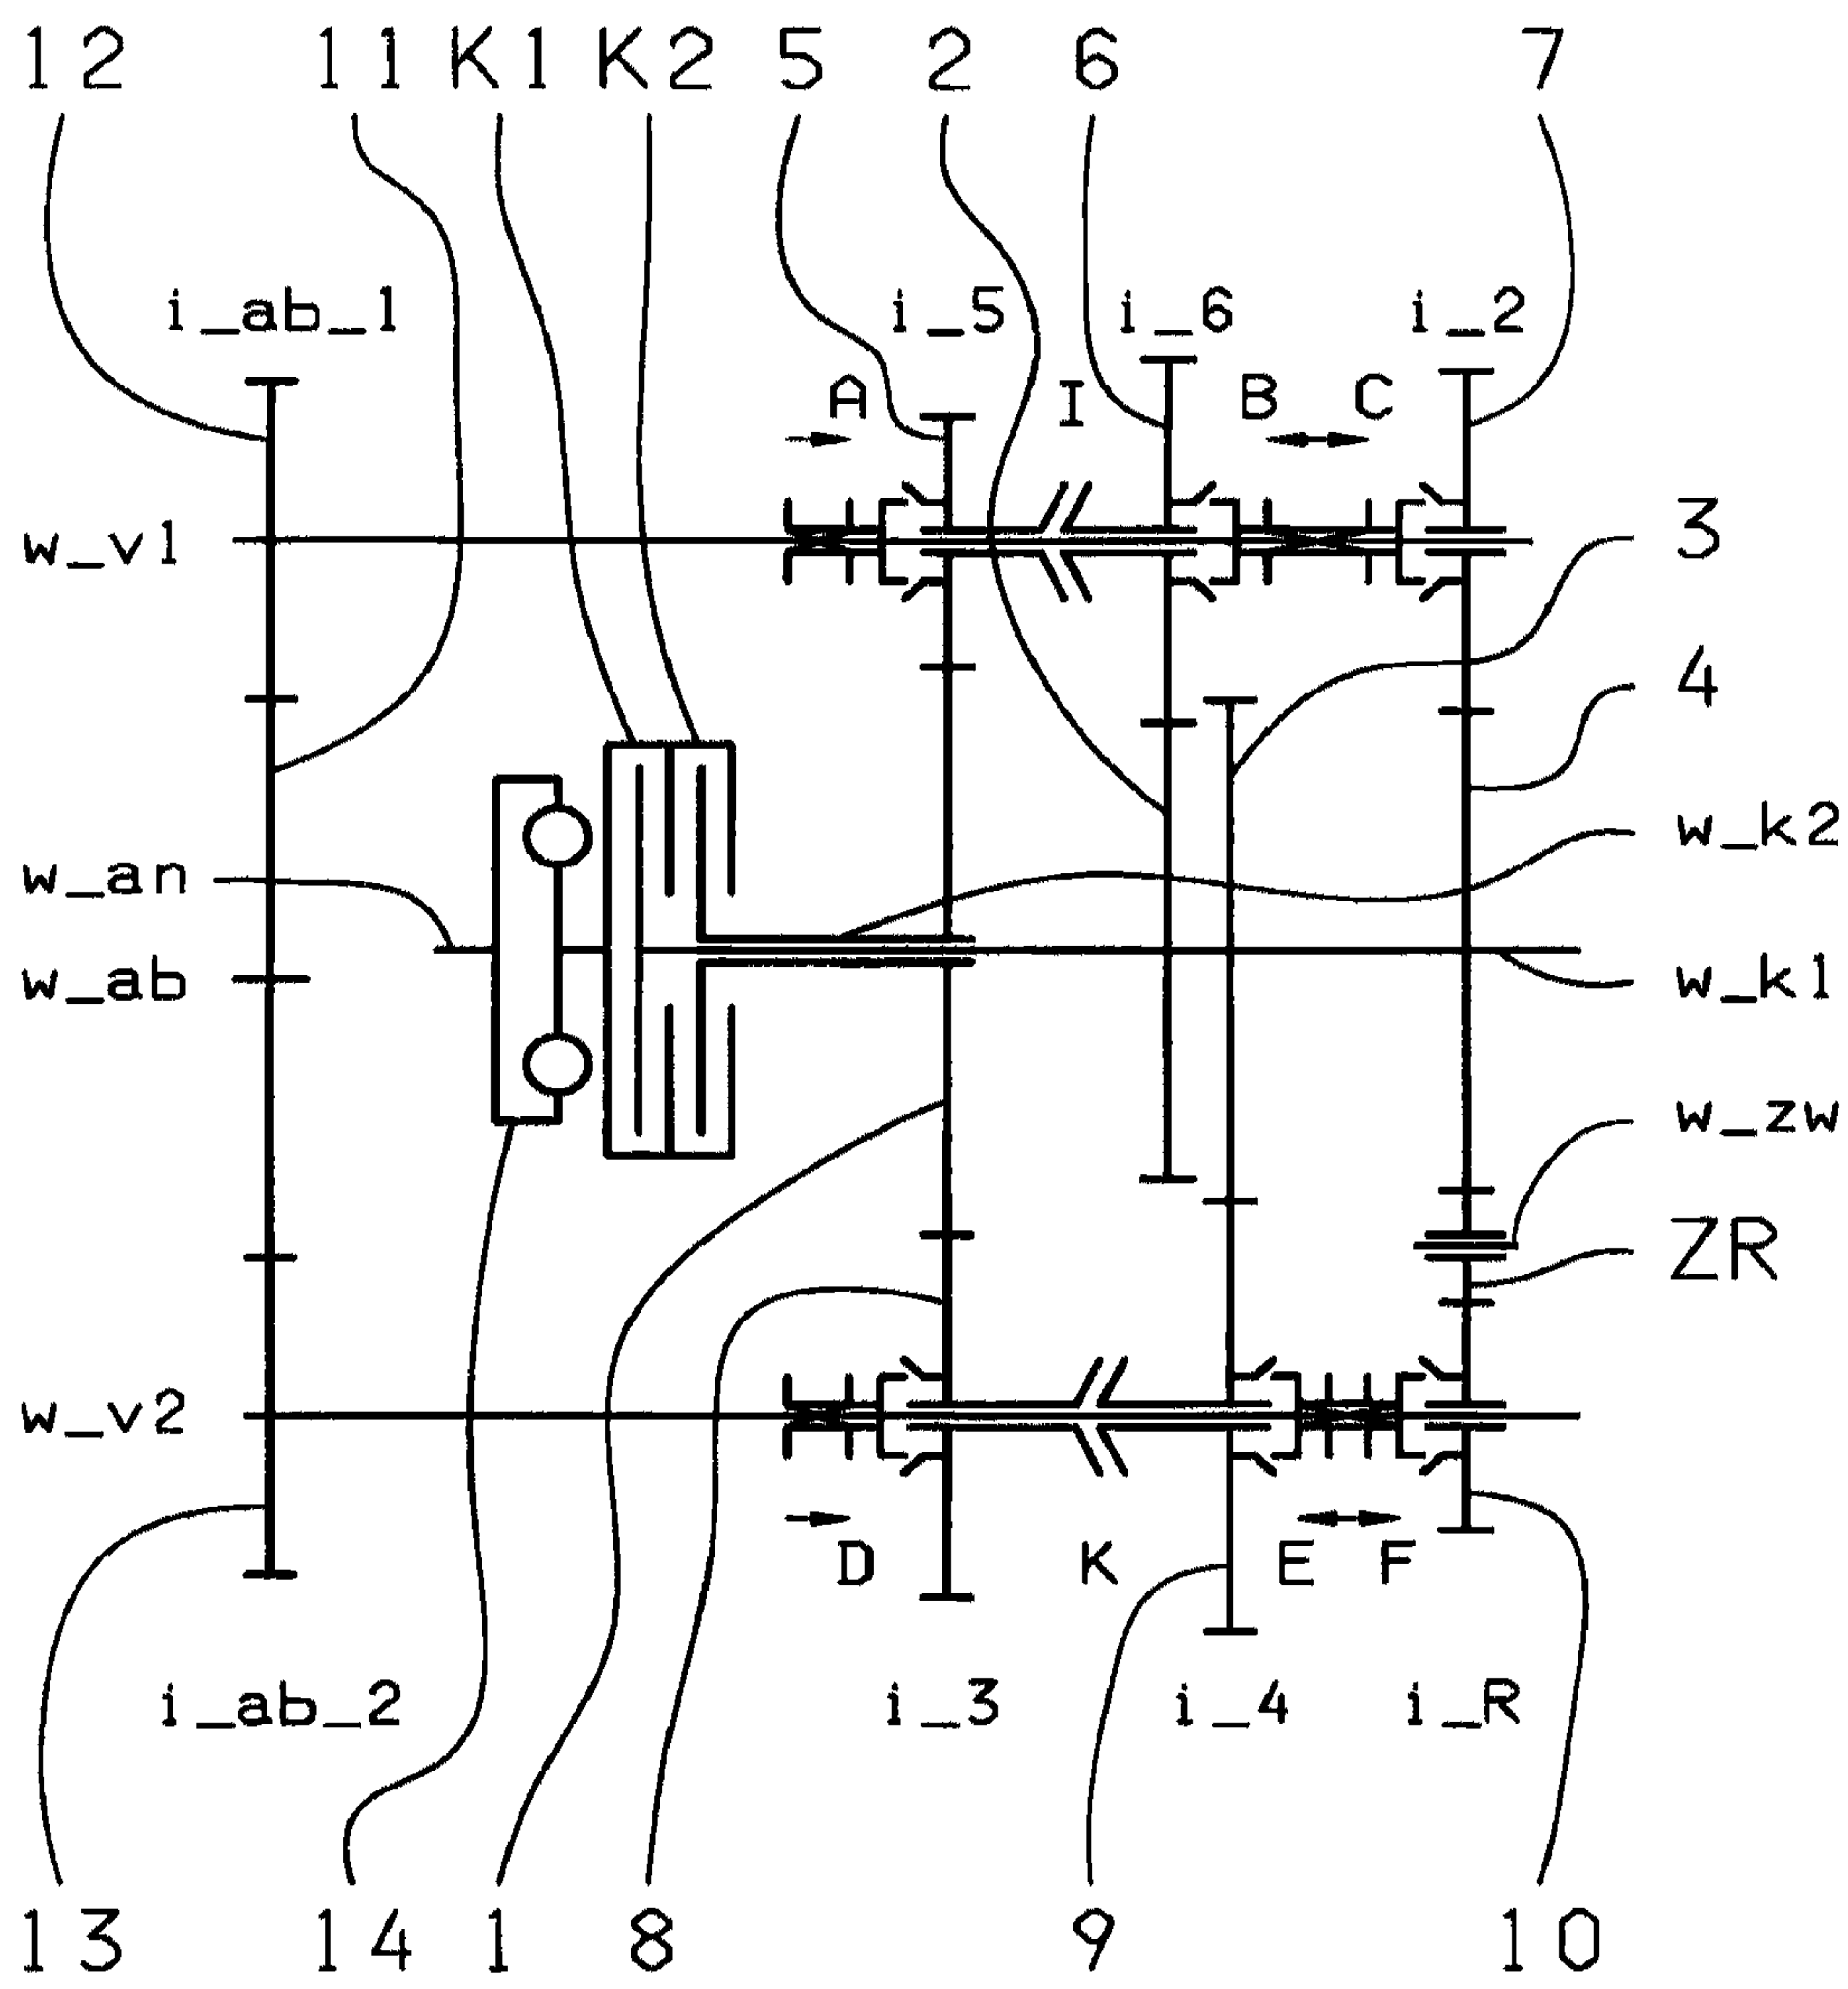 12 11 K1 K2 5 2 6 7
i_ab_1 i_5 i_6 i_2
A I B C
w_v1 3
4
w_k2
w_an
w_ab w_k1
w_zw
ZR
w_v2
D K E F
i_ab_2 i_3 i_4 i_R
13 14 1 8 9 10